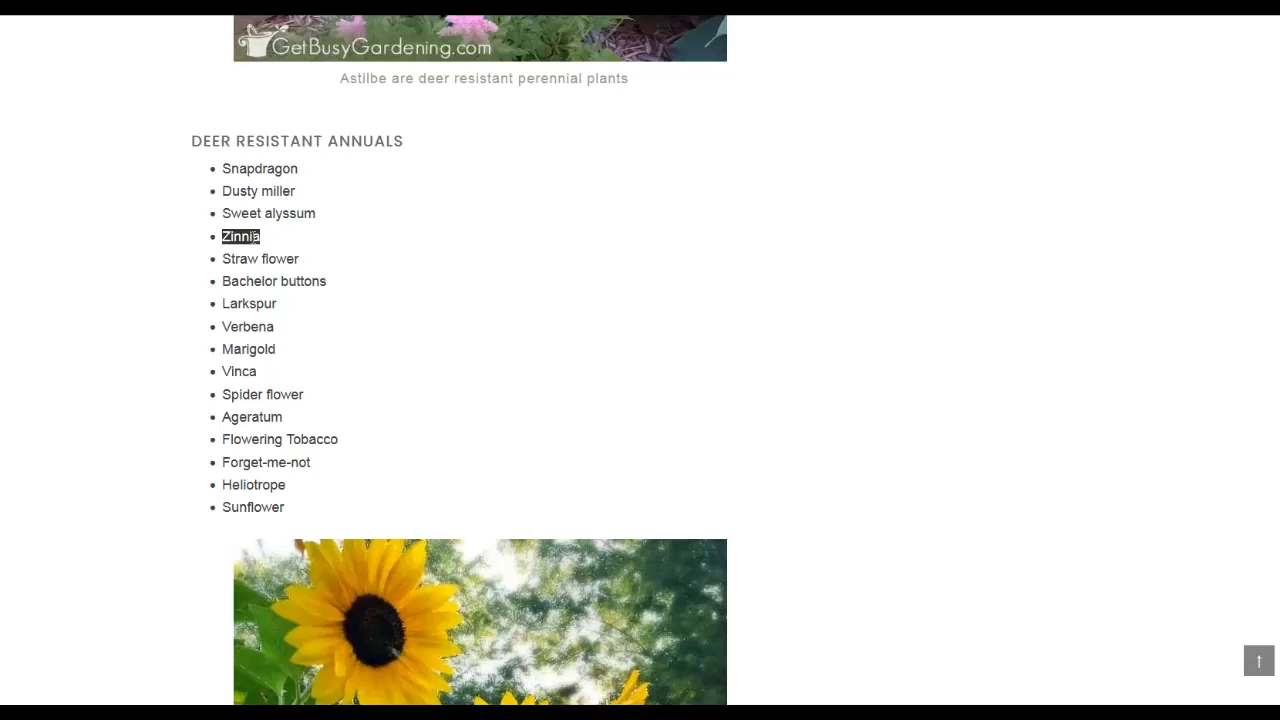 GetBusyGardening.com
Astilbe are deer resistant perennial plants
DEER RESISTANT ANNUALS
Snapdragon
Dusty miller
Sweet alyssum
Zinnia
Straw flower
Bachelor buttons
Larkspur
Verbena
Marigold
Vinca
Spider flower
Ageratum
Flowering Tobacco
Forget-me-not
Heliotrope
Sunflower